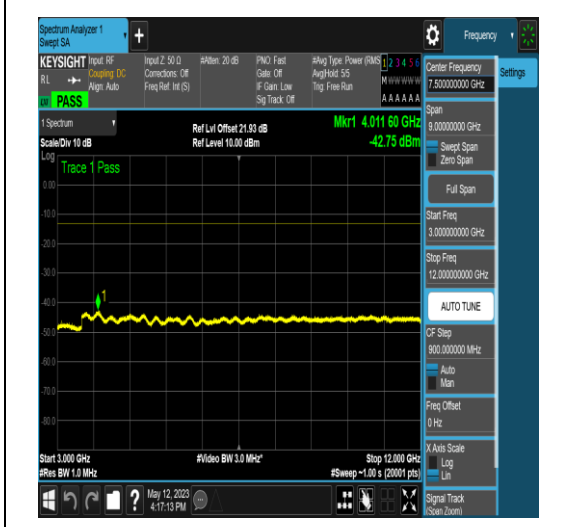 Spectrum Analyzer 1
Swept SA
+
Frequency
KEYSIGHT
RL
Input: RF
Coupling: DC
Align: Auto
Input Z: 50 Ω
Corrections: Off
Freq Ref: Int (S)
#Atten: 20 dB
PNO: Fast
Gate: Off
IF Gain: Low
Sig Track: Off
#Avg Type: Power (RMS
Avg|Hold: 5/5
Trig: Free Run
1 2 3 4 5 6
M W W W W W
A A A A A A
PASS
1 Spectrum
Scale/Div 10 dB
Ref Lvl Offset 21.93 dB
Ref Level 10.00 dBm
Mkr1 4.011 60 GHz
-42.75 dBm
Log
Trace 1 Pass
0.00
-10.0
-20.0
-30.0
-40.0
-50.0
-60.0
-70.0
-80.0
1
Start 3.000 GHz
#Res BW 1.0 MHz
#Video BW 3.0 MHz*
Stop 12.000 GHz
#Sweep ~1.00 s (20001 pts)
?
May 12, 2023
4:17:13 PM
Center Frequency
7.500000000 GHz
Settings
Span
9.00000000 GHz
Swept Span
Zero Span
Full Span
Start Freq
3.000000000 GHz
Stop Freq
12.000000000 GHz
AUTO TUNE
CF Step
900.000000 MHz
Auto
Man
Freq Offset
0 Hz
X Axis Scale
Log
Lin
Signal Track
(Span Zoom)